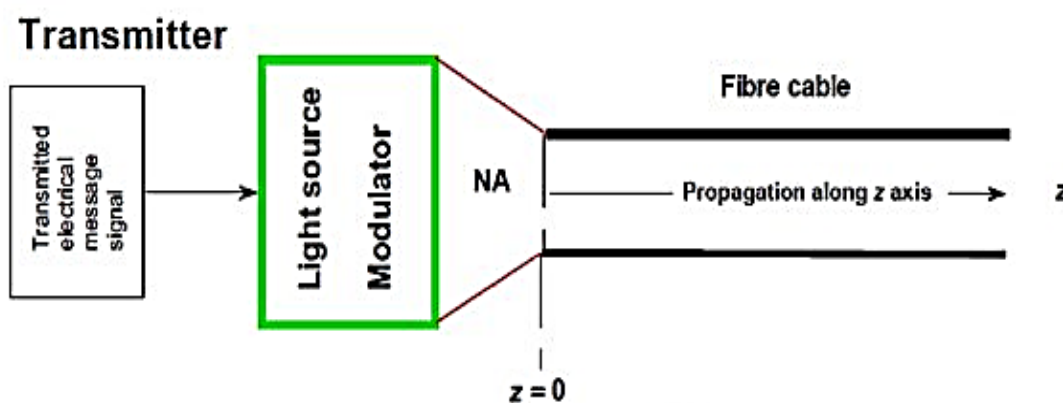 Transmitter
Transmitted
electrical
message
signal
Light source
Modulator
NA
Fibre cable
Propagation along z axis
z
z = 0